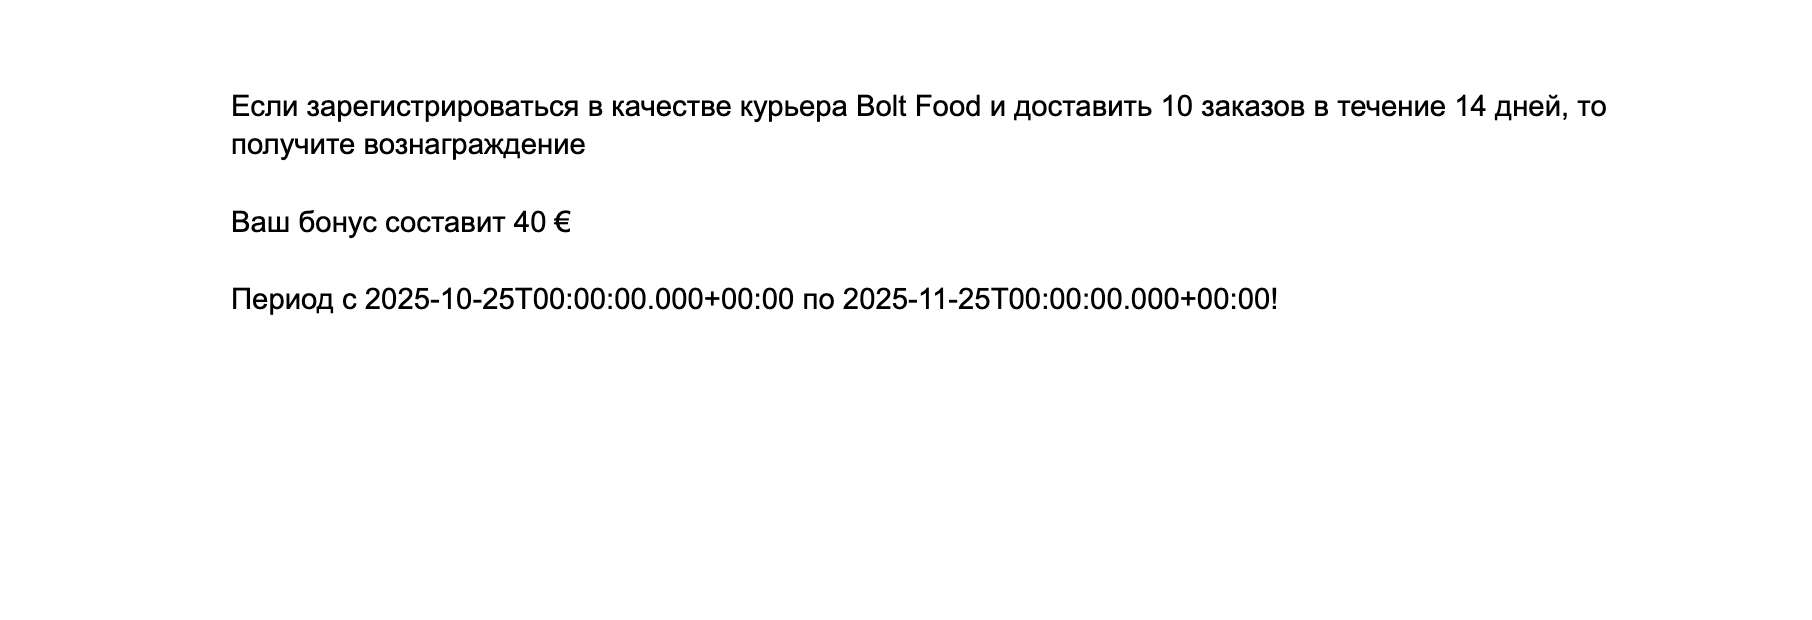 Если зарегистрироваться в качестве курьера Bolt Food и доставить 10 заказов в течение 14 дней, то
получите вознаграждение
Ваш бонус составит 40 €
Период с 2025-10-25T00:00:00.000+00:00 по 2025-11-25T00:00:00.000+00:00!